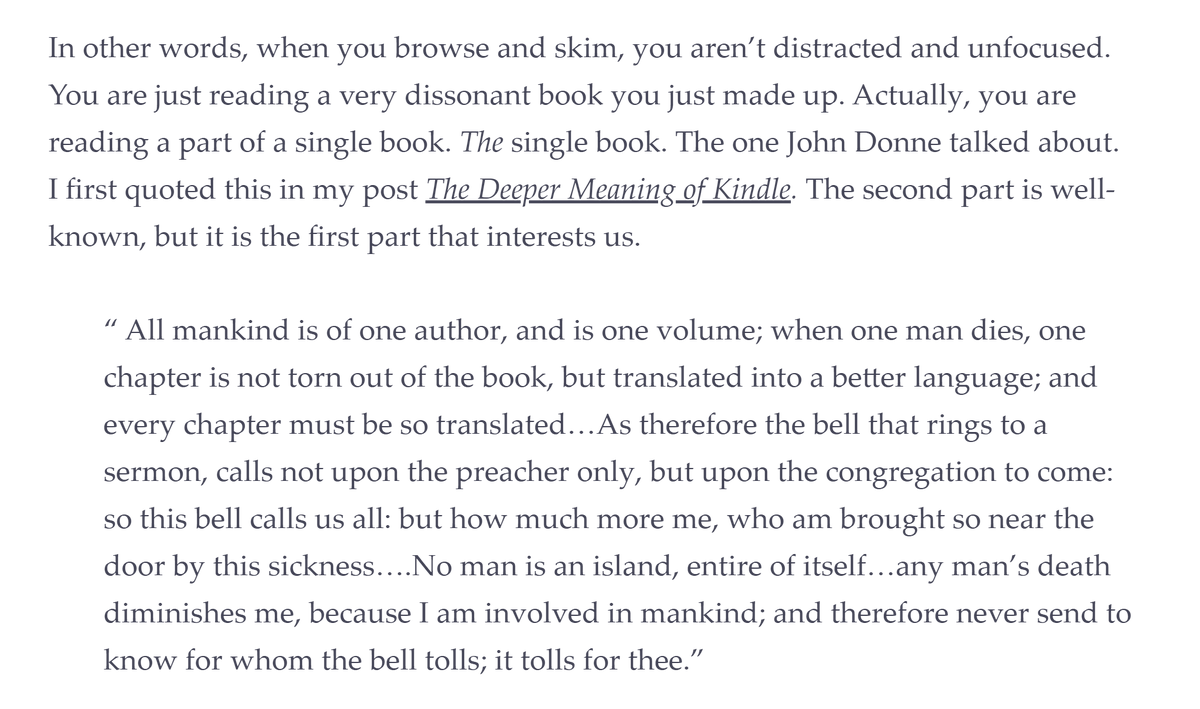 In other words, when you browse and skim, you aren’t distracted and unfocused.
You are just reading a very dissonant book you just made up. Actually, you are
reading a part of a single book. The single book. The one John Donne talked about.
I first quoted this in my post The Deeper Meaning of Kindle. The second part is well-
known, but it is the first part that interests us.
“ All mankind is of one author, and is one volume; when one man dies, one
chapter is not torn out of the book, but translated into a better language; and
every chapter must be so translated…As therefore the bell that rings to a
sermon, calls not upon the preacher only, but upon the congregation to come:
so this bell calls us all: but how much more me, who am brought so near the
door by this sickness….No man is an island, entire of itself…any man’s death
diminishes me, because I am involved in mankind; and therefore never send to
know for whom the bell tolls; it tolls for thee.”